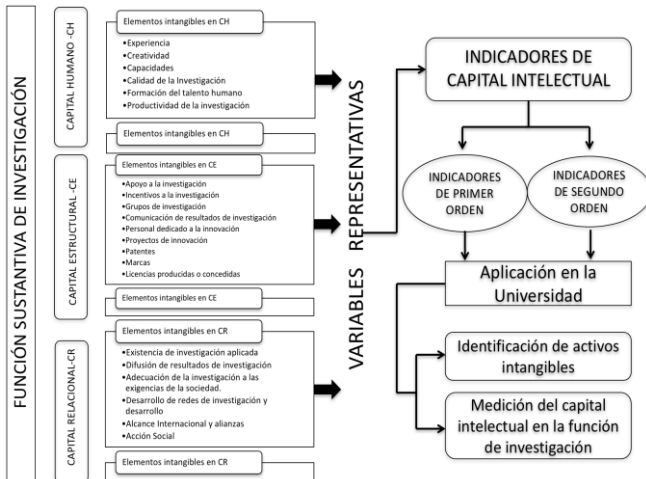 FUNCIÓN SUSTANTIVA DE INVESTIGACIÓN
CAPITAL HUMANO -CH
Elementos intangibles en CH
•Experiencia
•Creatividad
•Capacidades
•Calidad de la Investigación
•Formación del talento humano
•Productividad de la investigación
Elementos intangibles en CH
CAPITAL ESTRUCTURAL -CE
Elementos intangibles en CE
•Apoyo a la investigación
•Incentivos a la investigación
•Grupos de investigación
•Comunicación de resultados de investigación
•Personal dedicado a la innovación
•Proyectos de innovación
•Patentes
•Marcas
•Licencias producidas o concedidas
Elementos intangibles en CE
CAPITAL RELACIONAL-CR
Elementos intangibles en CR
•Existencia de investigación aplicada
•Difusión de resultados de investigación
•Adecuación de la investigación a las
exigencias de la sociedad.
•Desarrollo de redes de investigación y
desarrollo
•Alcance Internacional y alianzas
•Acción Social
Elementos intangibles en CR
VARIABLES REPRESENTATIVAS
INDICADORES DE
CAPITAL INTELECTUAL
INDICADORES
DE PRIMER
ORDEN
INDICADORES
DE SEGUNDO
ORDEN
Aplicación en la
Universidad
Identificación de activos
intangibles
Medición del capital
intelectual en la función
de investigación